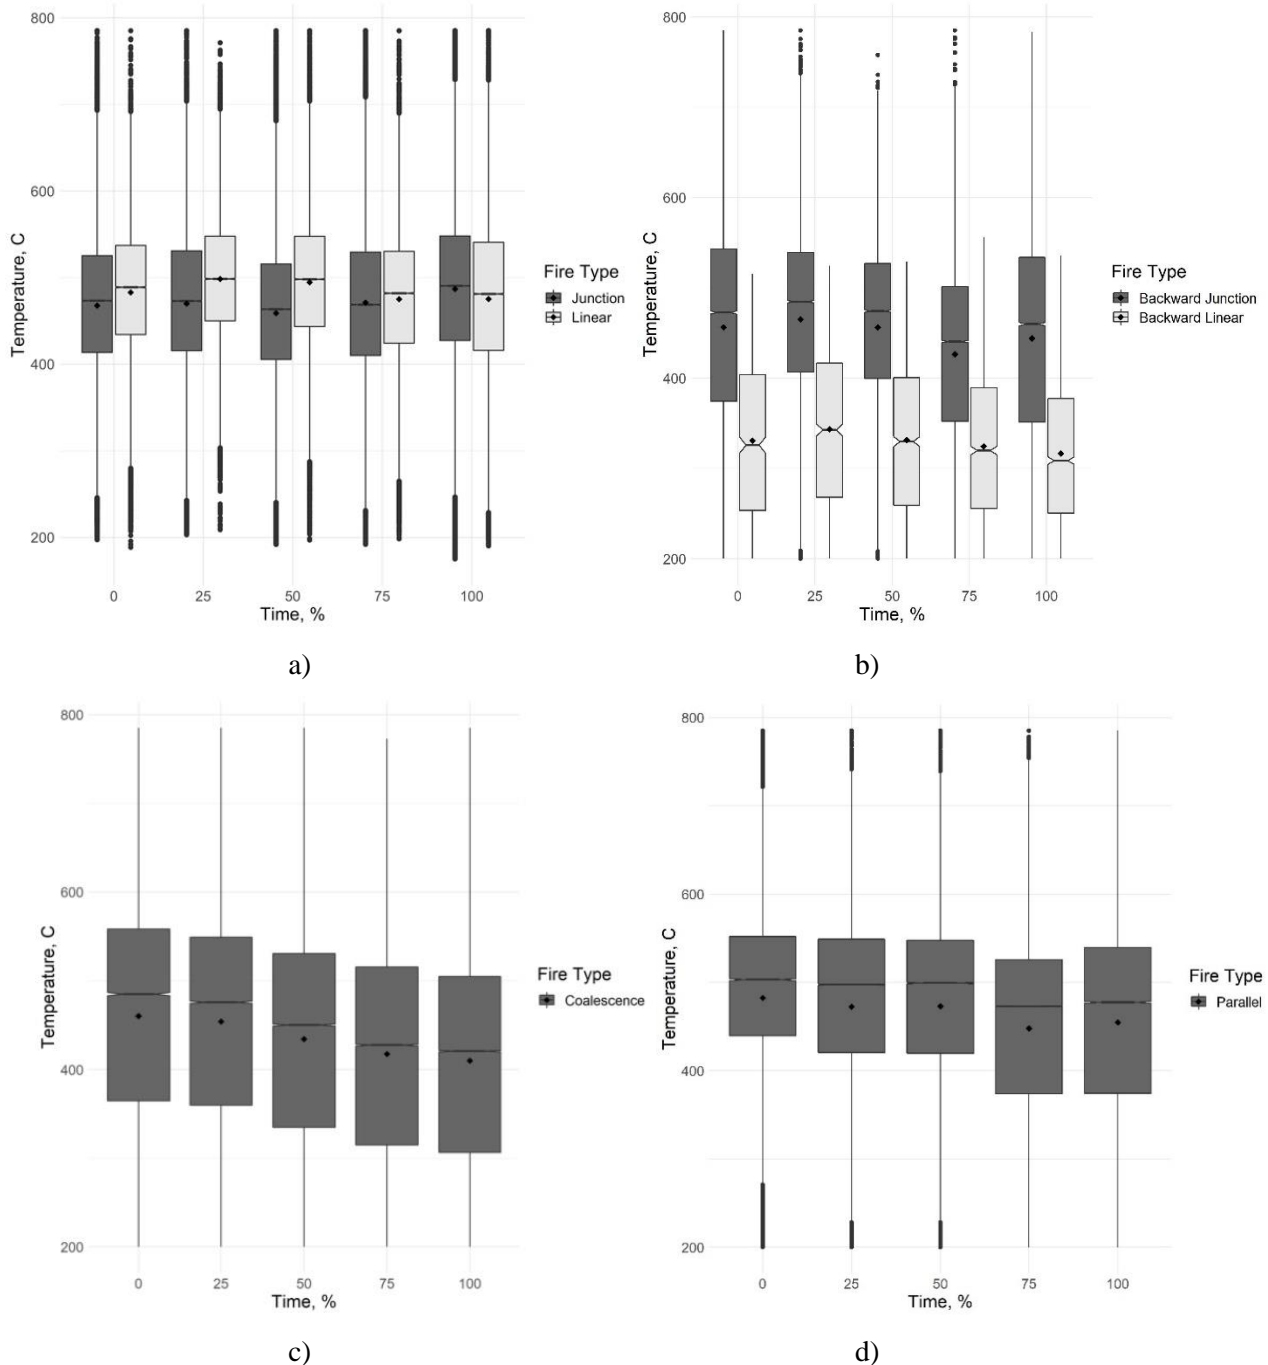 800
600
400
200
Temperature, C
0 25 50 75 100
Time, %
Fire Type
Junction
Linear
a)
800
600
400
200
Temperature, C
0 25 50 75 100
Time, %
Fire Type
Backward Junction
Backward Linear
b)
800
600
400
200
Temperature, C
0 25 50 75 100
Time, %
Fire Type
Coalescence
c)
800
600
400
200
Temperature, C
0 25 50 75 100
Time, %
Fire Type
Parallel
d)